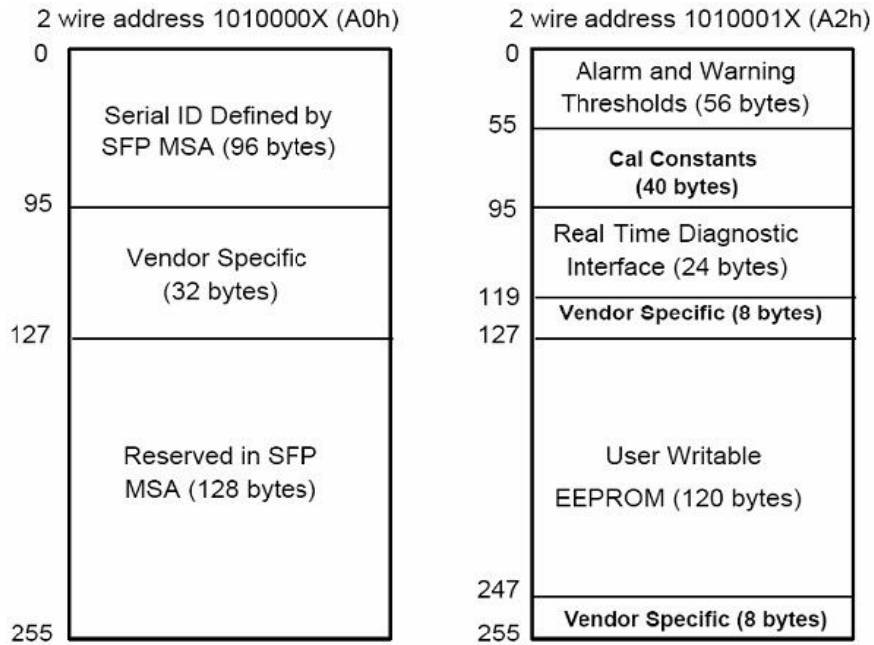 2 wire address 1010000X (A0h)
0
Serial ID Defined by
SFP MSA (96 bytes)
95
Vendor Specific
(32 bytes)
127
Reserved in SFP
MSA (128 bytes)
255
2 wire address 1010001X (A2h)
0
Alarm and Warning
Thresholds (56 bytes)
55
Cal Constants
(40 bytes)
95
Real Time Diagnostic
Interface (24 bytes)
119
Vendor Specific (8 bytes)
127
User Writable
EEPROM (120 bytes)
247
Vendor Specific (8 bytes)
255